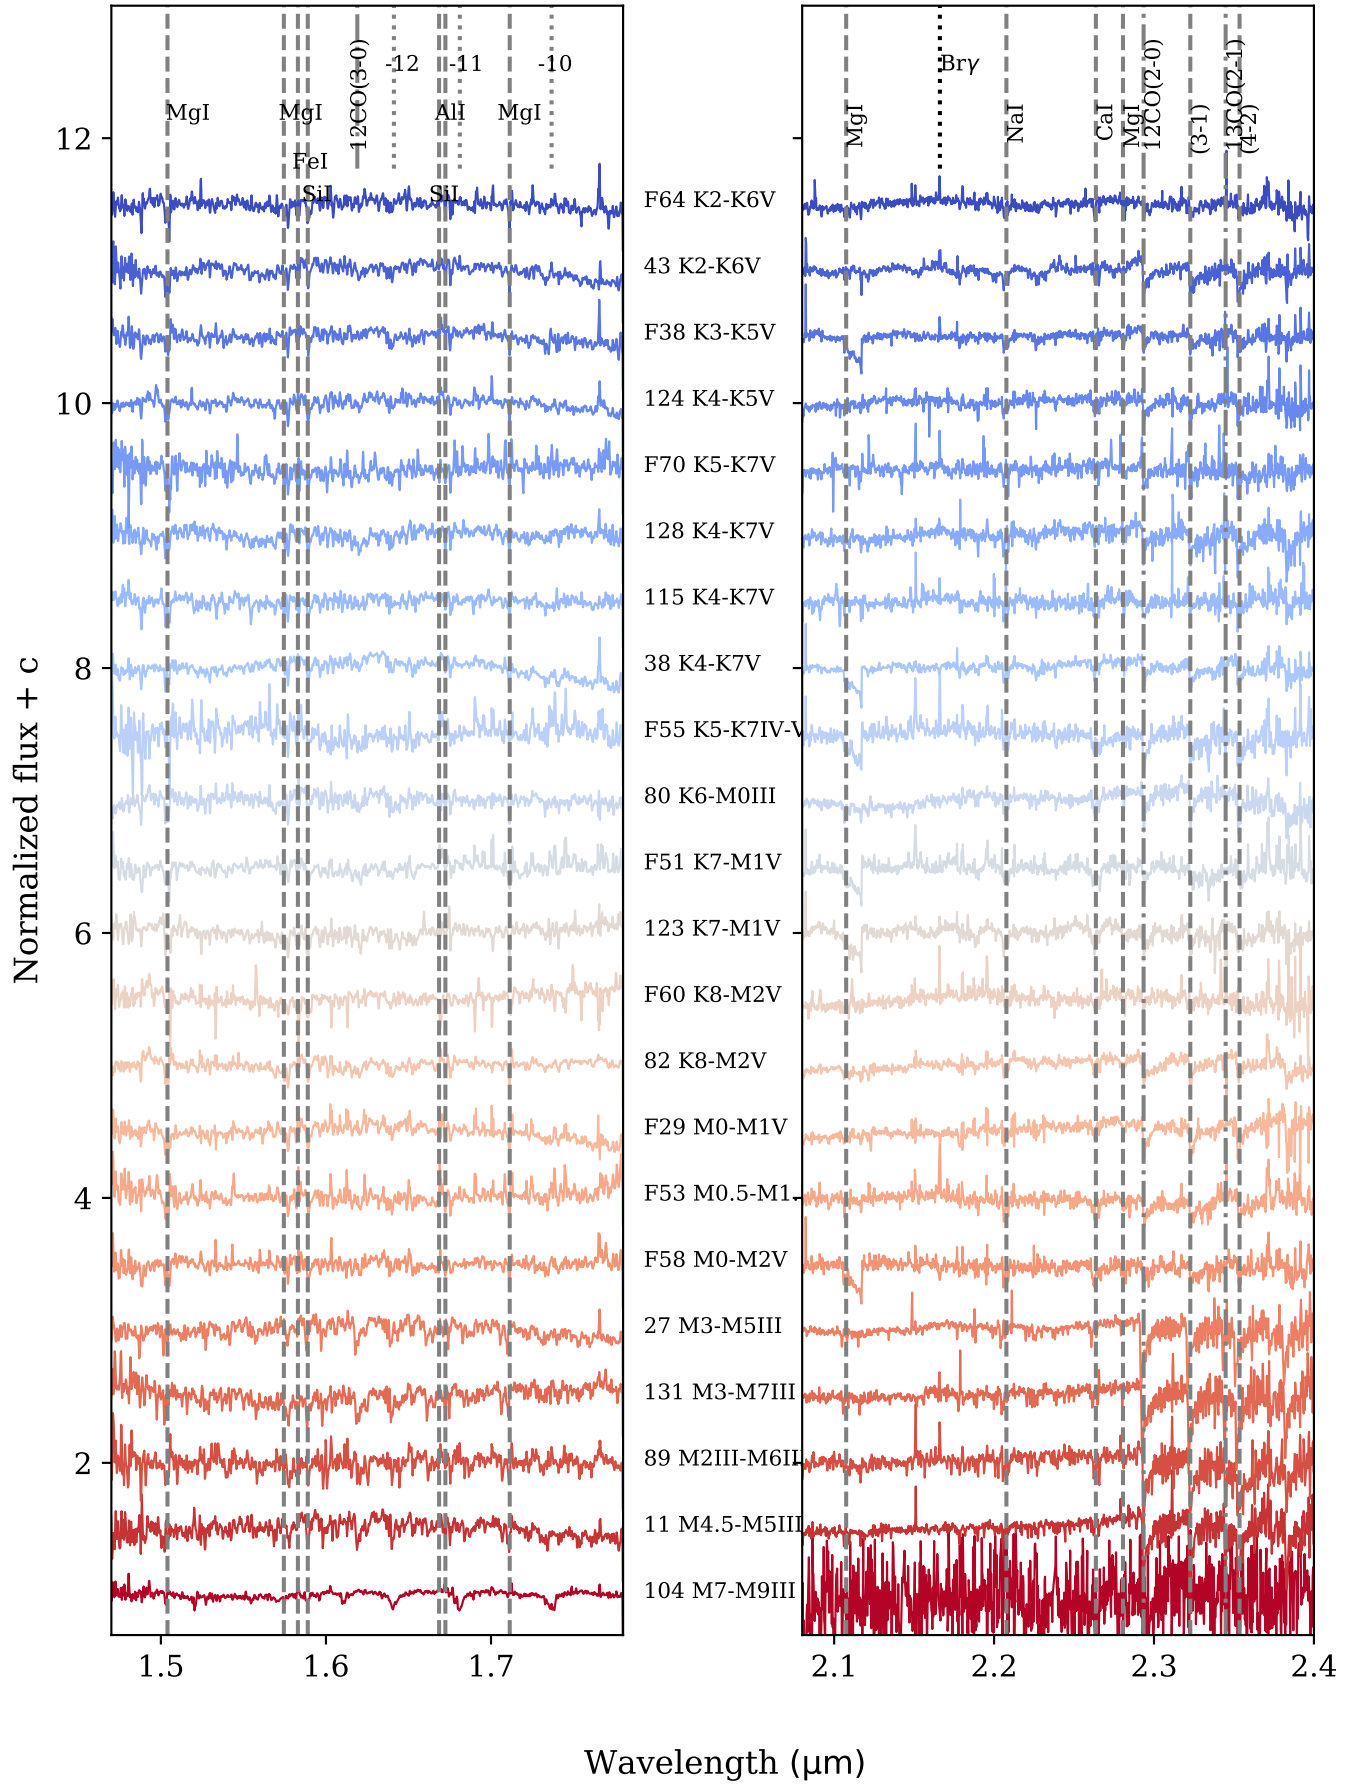 12CO(3-0)
-12
-11
-10
MgI
MgI
AlI
MgI
FeI
SiI
SiI
Brγ
MgI
NaI
CaI
MgI
12CO(2-0)
(3-1)
13CO(2-1)
(4-2)
12
10
8
6
4
2
Normalized flux + c
F64 K2-K6V
43 K2-K6V
F38 K3-K5V
124 K4-K5V
F70 K5-K7V
128 K4-K7V
115 K4-K7V
38 K4-K7V
F55 K5-K7IV-V
80 K6-M0III
F51 K7-M1V
123 K7-M1V
F60 K8-M2V
82 K8-M2V
F29 M0-M1V
F53 M0.5-M1.
F58 M0-M2V
27 M3-M5III
131 M3-M7III
89 M2III-M6III
11 M4.5-M5III
104 M7-M9III
1.5 1.6 1.7
2.1 2.2 2.3 2.4
Wavelength (μm)